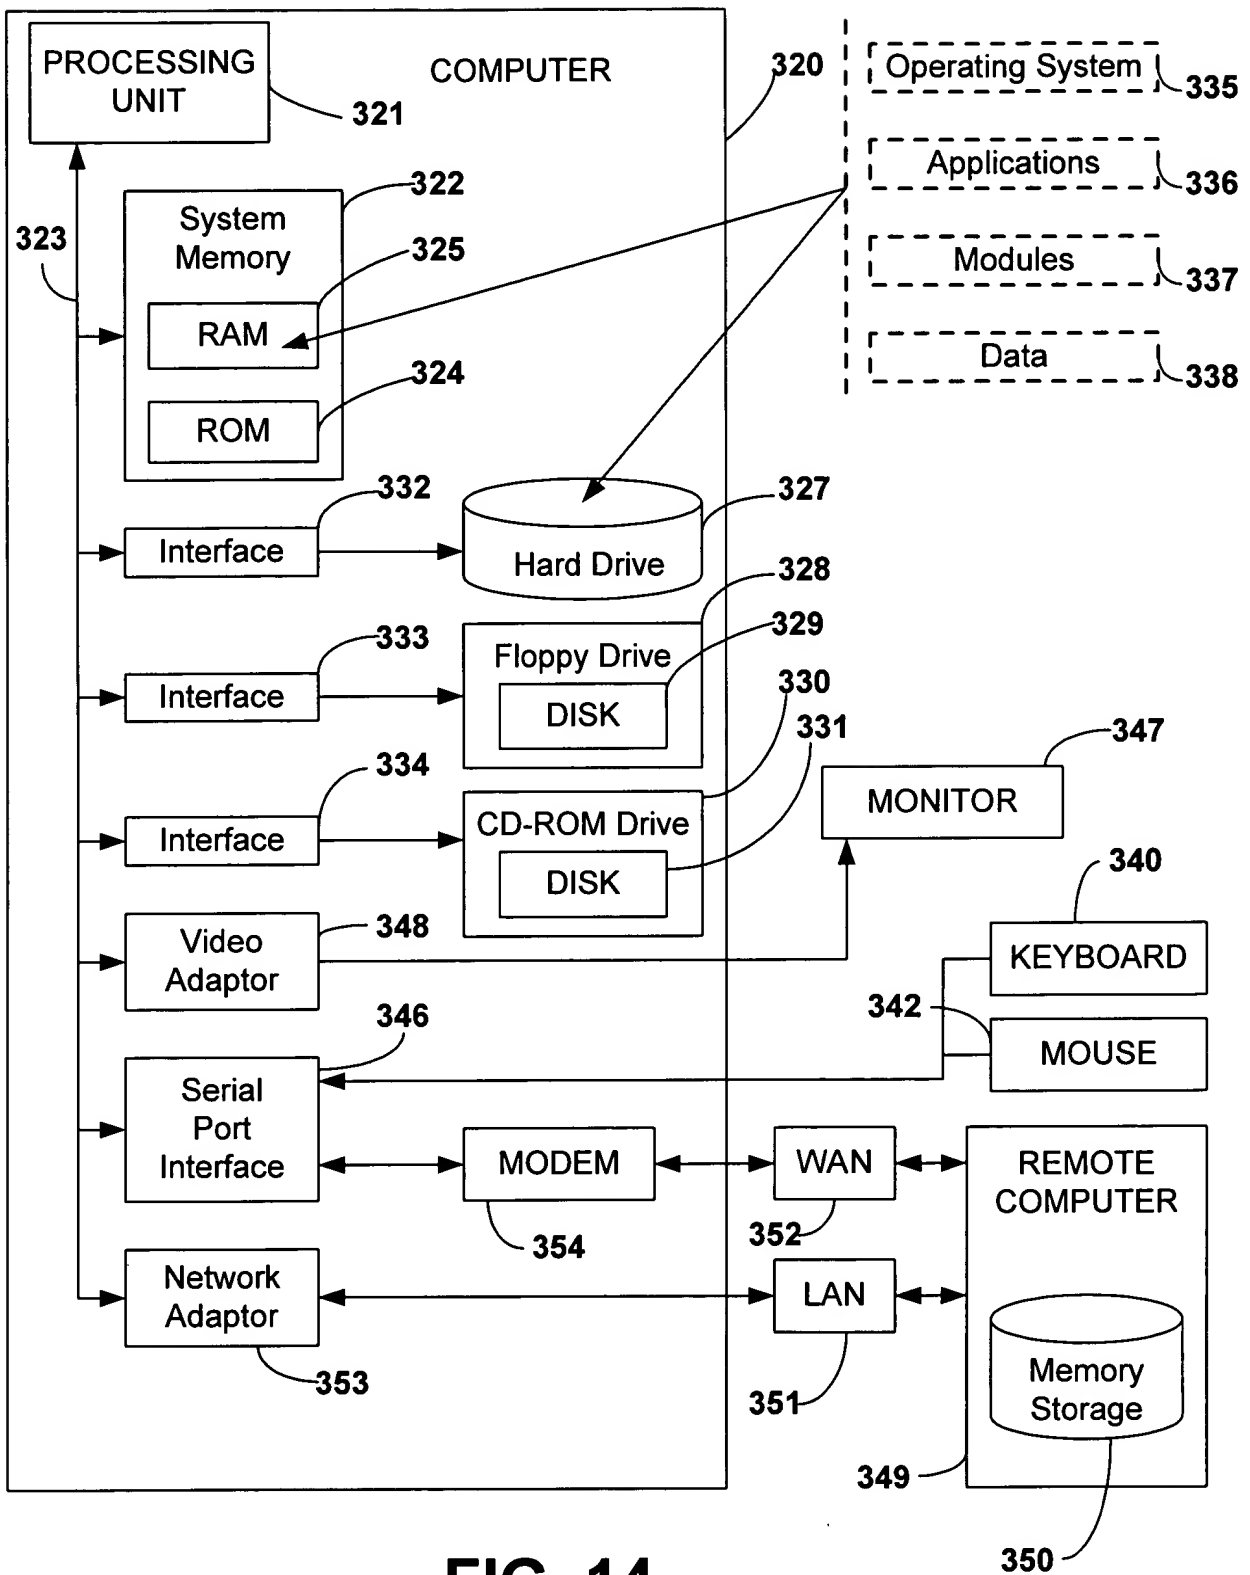 PROCESSING
UNIT
321
COMPUTER
320
Operating System
335
Applications
336
Modules
337
Data
338
322
System
Memory
323
325
RAM
324
ROM
332
Interface
327
Hard Drive
328
333
Interface
329
Floppy Drive
DISK
330
331
334
Interface
CD-ROM Drive
DISK
347
MONITOR
340
KEYBOARD
348
Video
Adaptor
342
MOUSE
346
Serial
Port
Interface
MODEM
354
WAN
352
REMOTE
COMPUTER
Network
Adaptor
353
LAN
351
Memory
Storage
349
350
FIG. 14